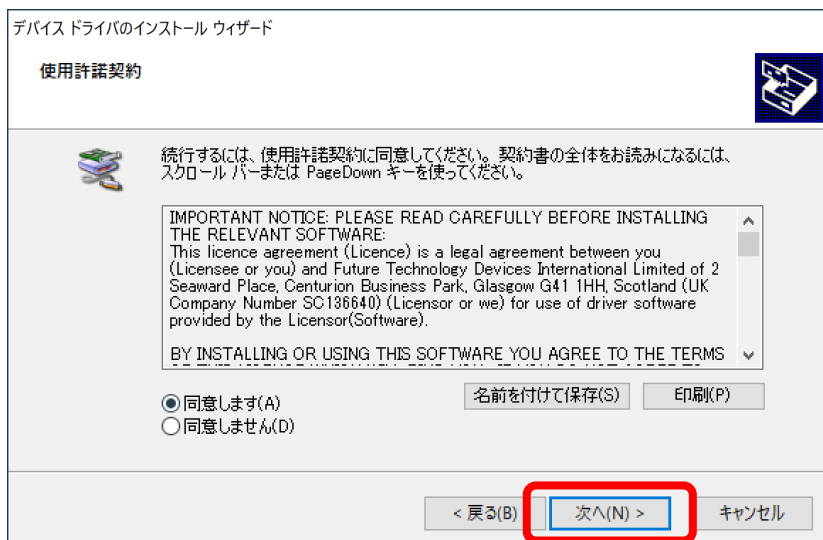 デバイス ドライバのインストール ウィザード
使用許諾契約
続行するには、使用許諾契約に同意してください。契約書の全体をお読みになるには、
スクロール バーまたは PageDown キーを使ってください。
IMPORTANT NOTICE: PLEASE READ CAREFULLY BEFORE INSTALLING
THE RELEVANT SOFTWARE:
This licence agreement (Licence) is a legal agreement between you
(Licensee or you) and Future Technology Devices International Limited of 2
Seaward Place, Centurion Business Park, Glasgow G41 1HH, Scotland (UK
Company Number SC136640) (Licensor or we) for use of driver software
provided by the Licensor(Software).
BY INSTALLING OR USING THIS SOFTWARE YOU AGREE TO THE TERMS
名前を付けて保存(S) 印刷(P)
同意します(A)
同意しません(D)
< 戻る(B) 次へ(N) > キャンセル